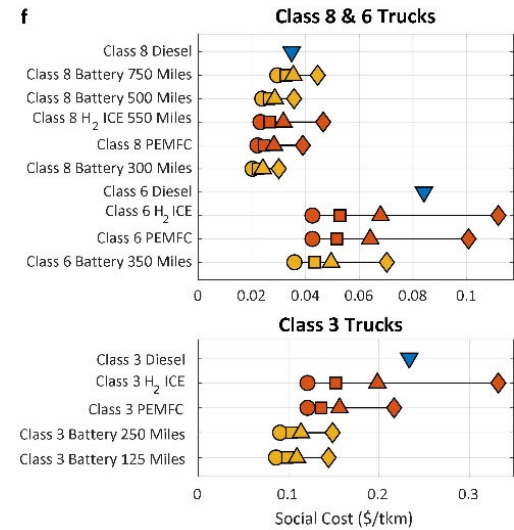 f
Class 8 & 6 Trucks
Class 8 Diesel
Class 8 Battery 750 Miles
Class 8 Battery 500 Miles
Class 8 H₂ ICE 550 Miles
Class 8 PEMFC
Class 8 Battery 300 Miles
Class 6 Diesel
Class 6 H₂ ICE
Class 6 PEMFC
Class 6 Battery 350 Miles
0 0.02 0.04 0.06 0.08 0.1
Class 3 Trucks
Class 3 Diesel
Class 3 H₂ ICE
Class 3 PEMFC
Class 3 Battery 250 Miles
Class 3 Battery 125 Miles
0 0.1 0.2 0.3
Social Cost ($/tkm)